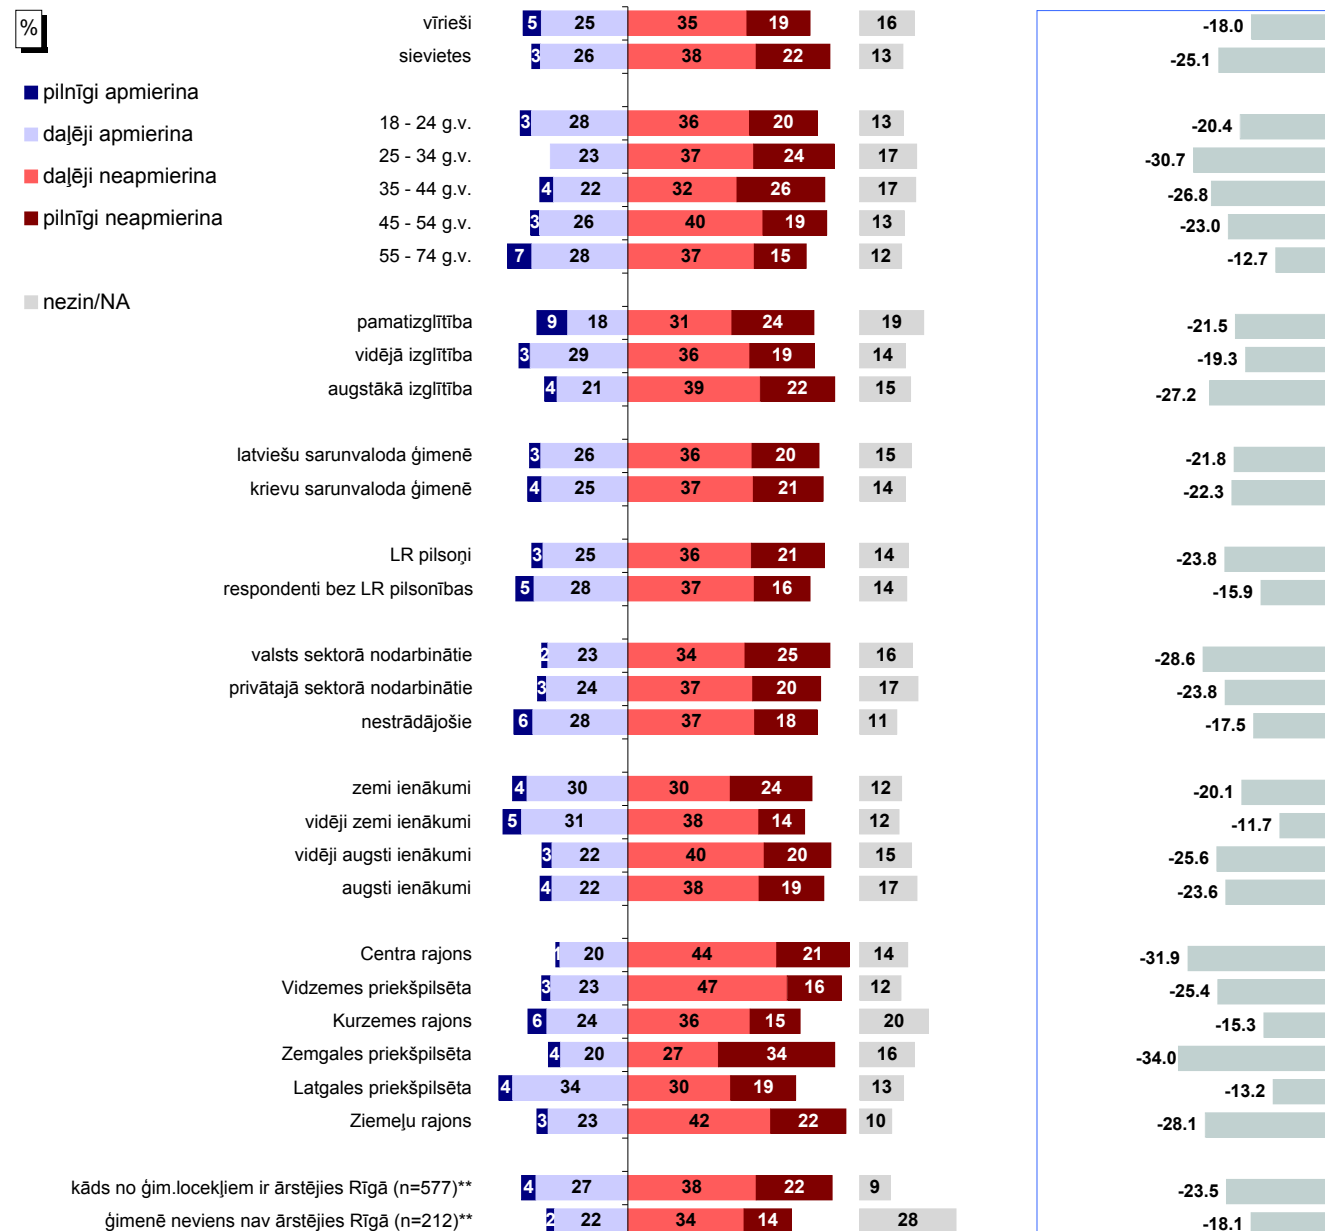 %
pilnīgi apmierina
daļēji apmierina
daļēji neapmierina
pilnīgi neapmierina
nezin/NA
vīrieši 5 25 35 19 16 -18.0
sievietes 3 26 38 22 13 -25.1
18 - 24 g.v. 3 28 36 20 13 -20.4
25 - 34 g.v. 23 37 24 17 -30.7
35 - 44 g.v. 4 22 32 26 17 -26.8
45 - 54 g.v. 3 26 40 19 13 -23.0
55 - 74 g.v. 7 28 37 15 12 -12.7
pamatizglītība 9 18 31 24 19 -21.5
vidējā izglītība 3 29 36 19 14 -19.3
augstākā izglītība 4 21 39 22 15 -27.2
latviešu sarunvaloda ģimenē 3 26 36 20 15 -21.8
krievu sarunvaloda ģimenē 4 25 37 21 14 -22.3
LR pilsoņi 3 25 36 21 14 -23.8
respondenti bez LR pilsonības 5 28 37 16 14 -15.9
valsts sektorā nodarbinātie 2 23 34 25 16 -28.6
privātajā sektorā nodarbinātie 3 24 37 20 17 -23.8
nestrādājošie 6 28 37 18 11 -17.5
zemi ienākumi 4 30 30 24 12 -20.1
vidēji zemi ienākumi 5 31 38 14 12 -11.7
vidēji augsti ienākumi 3 22 40 20 15 -25.6
augsti ienākumi 4 22 38 19 17 -23.6
Centra rajons 1 20 44 21 14 -31.9
Vidzemes priekšpilsēta 3 23 47 16 12 -25.4
Kurzemes rajons 6 24 36 15 20 -15.3
Zemgales priekšpilsēta 4 20 27 34 16 -34.0
Latgales priekšpilsēta 4 34 30 19 13 -13.2
Ziemeļu rajons 3 23 42 22 10 -28.1
kāds no ģim.locekļiem ir ārstējies Rīgā (n=577)** 4 27 38 22 9 -23.5
ģimenē neviens nav ārstējies Rīgā (n=212)** 2 22 34 14 28 -18.1